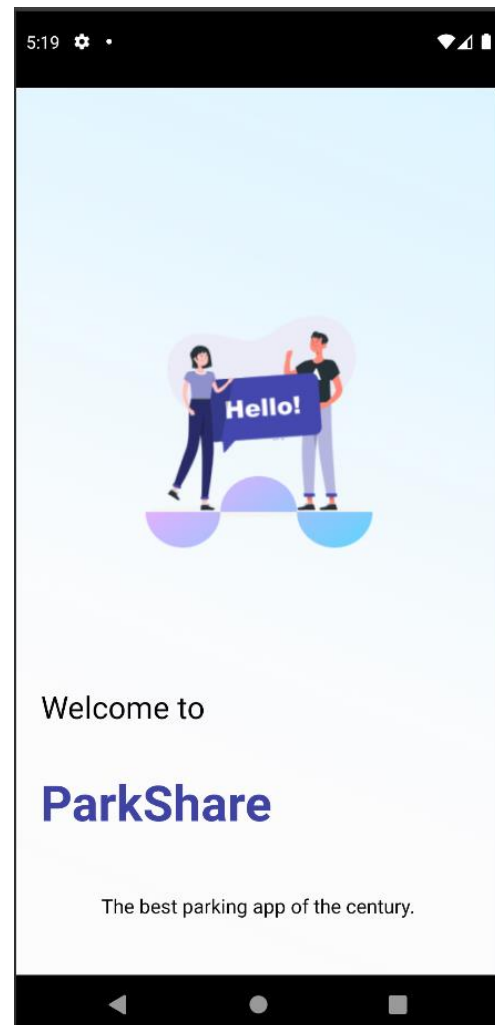 5:19
Hello!
Welcome to
ParkShare
The best parking app of the century.